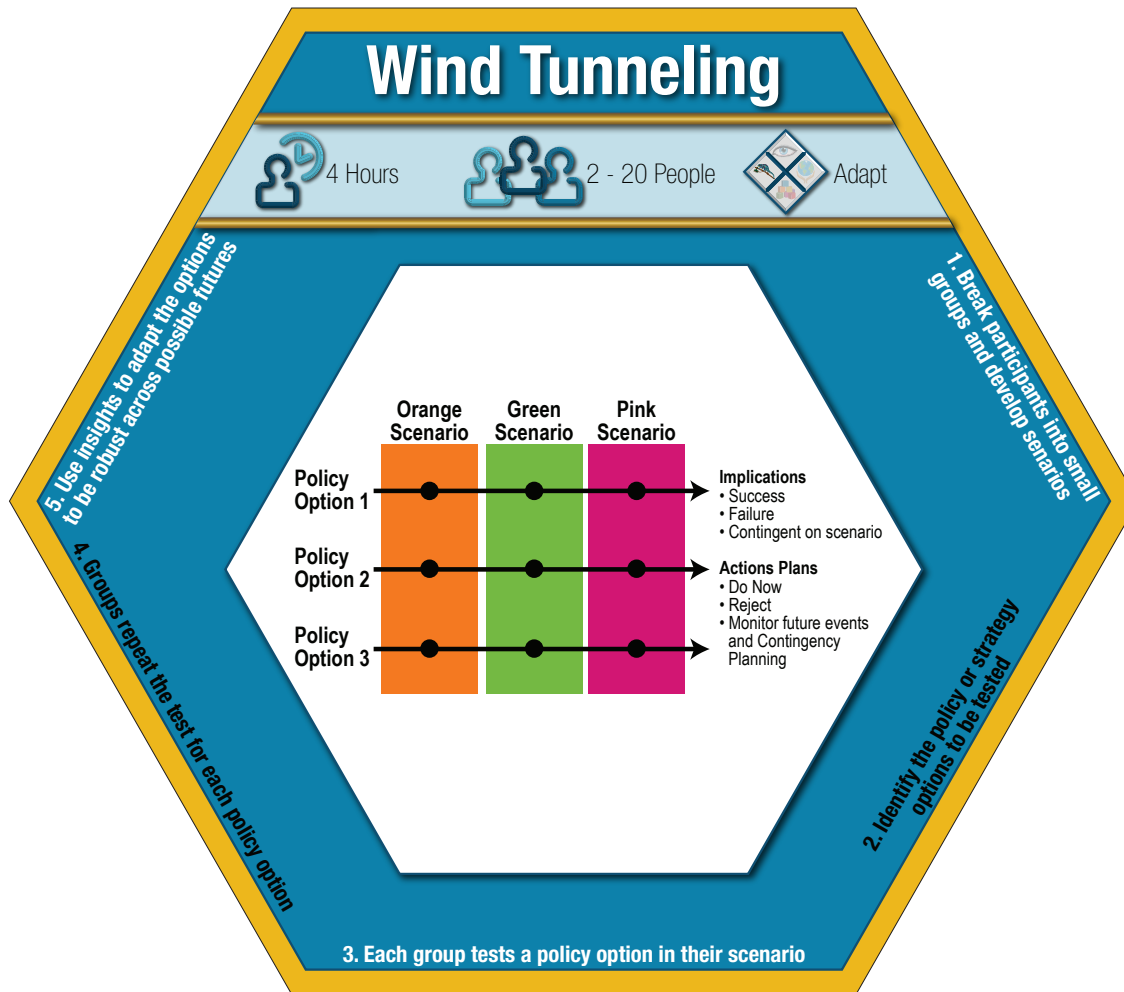 Wind Tunneling
4 Hours
2 - 20 People
Adapt
1. Break participants into small
groups and develop senarios
2. Identify the policy or strategy
options to be tested
3. Each group tests a policy option in their scenario
4. Groups repeat the test for each policy option
5. Use insights to adapt the options
to be robust across possible futures
Orange
Scenario
Green
Scenario
Pink
Scenario
Policy
Option 1
Policy
Option 2
Policy
Option 3
Implications
• Success
• Failure
• Contingent on scenario
Actions Plans
• Do Now
• Reject
• Monitor future events
and Contingency
Planning